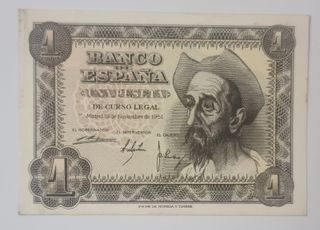 1
1
BANCO
DE
ESPAÑA
UNA PESETA
DE CURSO LEGAL
Madrid 19 de Noviembre de 1951
EL GOBERNADOR
EL INTERVENTOR
EL CAJERO
1
1